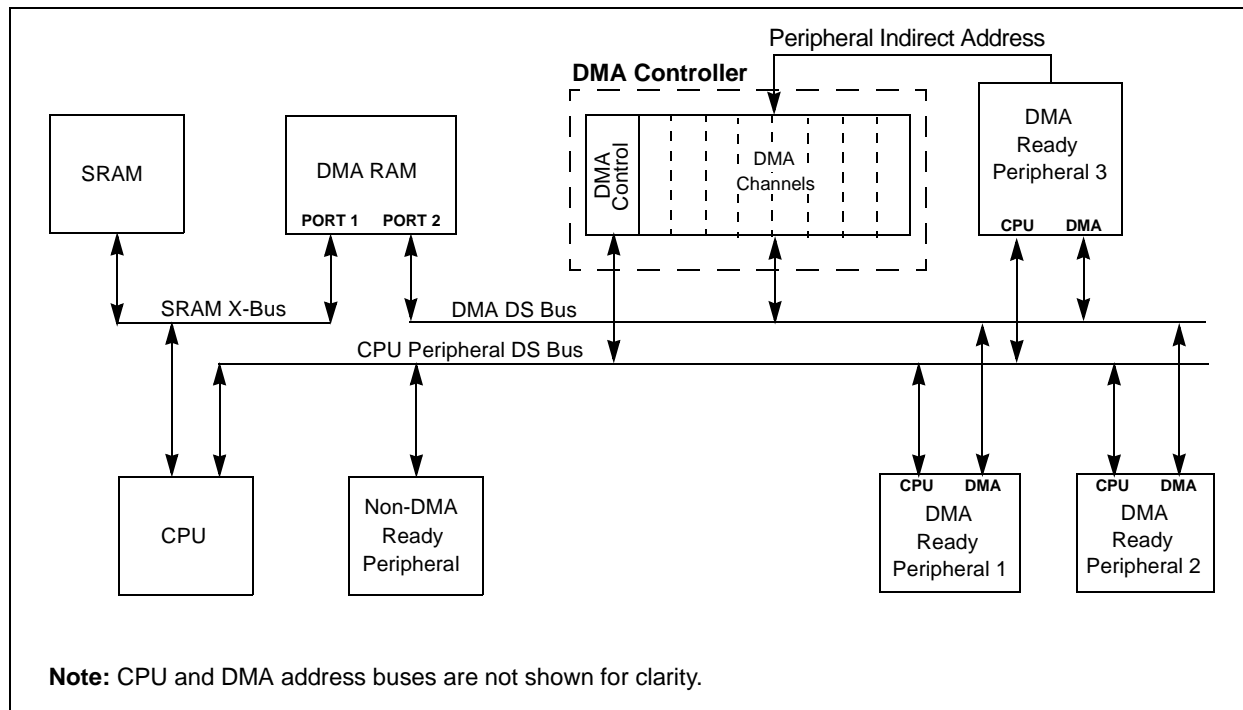 Peripheral Indirect Address
DMA Controller
SRAM
DMA RAM
PORT 1 PORT 2
DMA
Control
DMA
Channels
DMA
Ready
Peripheral 3
CPU DMA
SRAM X-Bus
DMA DS Bus
CPU Peripheral DS Bus
CPU
Non-DMA
Ready
Peripheral
CPU DMA
DMA
Ready
Peripheral 1
CPU DMA
DMA
Ready
Peripheral 2
Note: CPU and DMA address buses are not shown for clarity.